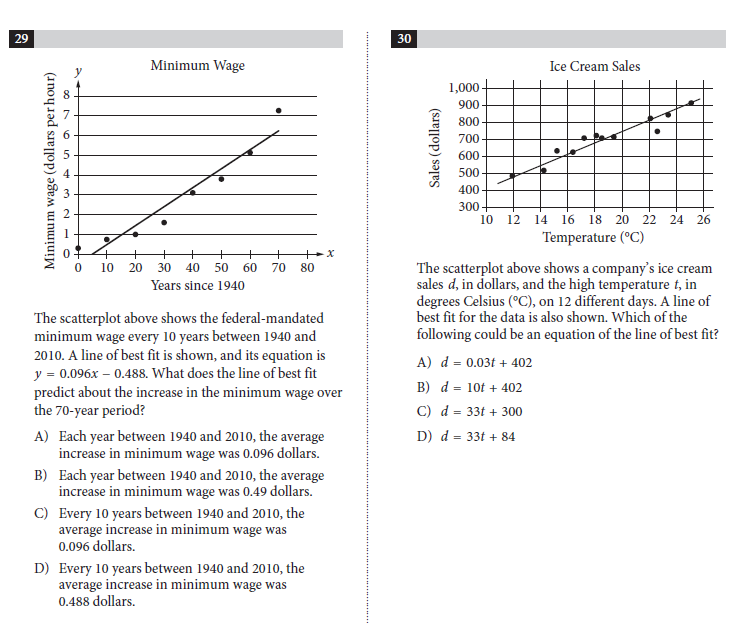 29
Minimum Wage
y
Minimum wage (dollars per hour)
8
7
6
5
4
3
2
1
0
0 10 20 30 40 50 60 70 80
x
Years since 1940
The scatterplot above shows the federal-mandated
minimum wage every 10 years between 1940 and
2010. A line of best fit is shown, and its equation is
y = 0.096x – 0.488. What does the line of best fit
predict about the increase in the minimum wage over
the 70-year period?
A) Each year between 1940 and 2010, the average
increase in minimum wage was 0.096 dollars.
B) Each year between 1940 and 2010, the average
increase in minimum wage was 0.49 dollars.
C) Every 10 years between 1940 and 2010, the
average increase in minimum wage was
0.096 dollars.
D) Every 10 years between 1940 and 2010, the
average increase in minimum wage was
0.488 dollars.
30
Ice Cream Sales
Sales (dollars)
1,000
900
800
700
600
500
400
300
10 12 14 16 18 20 22 24 26
Temperature (°C)
The scatterplot above shows a company's ice cream
sales d, in dollars, and the high temperature t, in
degrees Celsius (°C), on 12 different days. A line of
best fit for the data is also shown. Which of the
following could be an equation of the line of best fit?
A) d = 0.03t + 402
B) d = 10t + 402
C) d = 33t + 300
D) d = 33t + 84